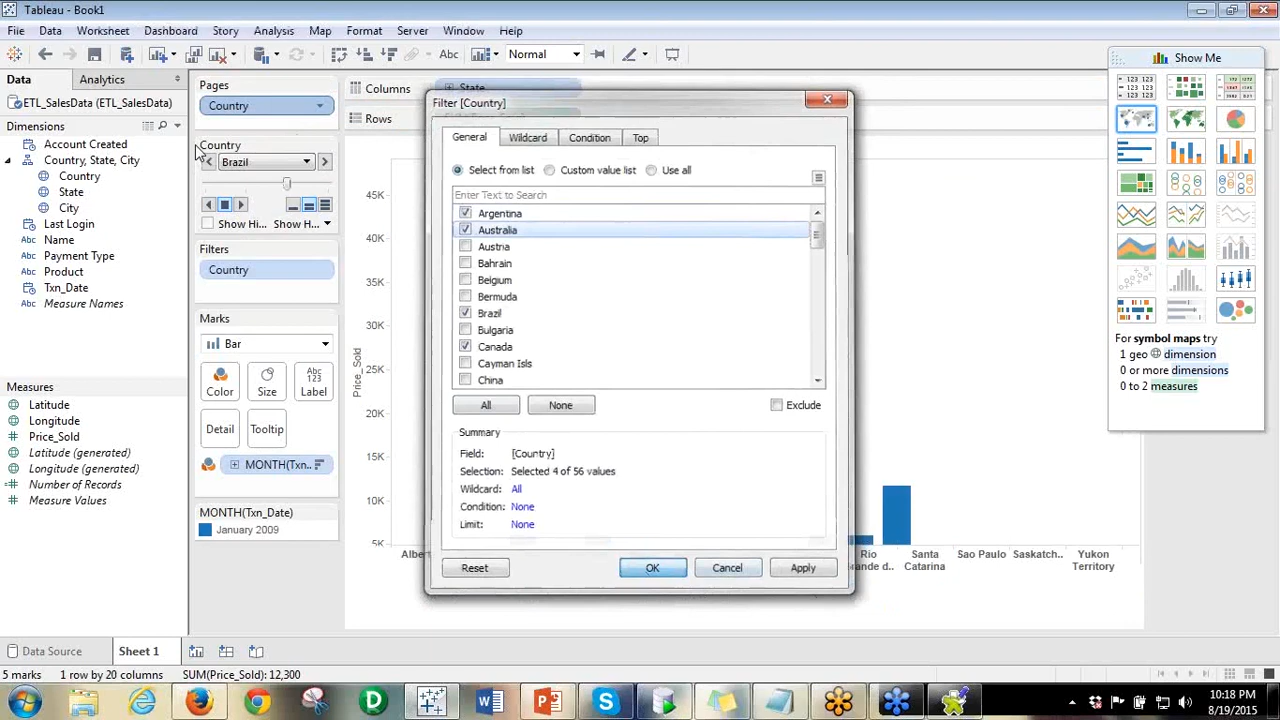 Tableau - Book1
File Data Worksheet Dashboard Story Analysis Map Format Server Window Help
Abc Normal
Data Analytics
ETL_SalesData (ETL_SalesData)
Dimensions
Account Created
Country, State, City
Country
State
City
Last Login
Abc Name
Abc Payment Type
Abc Product
Txn_Date
Abc Measure Names
Measures
Latitude
Longitude
Price_Sold
Latitude (generated)
Longitude (generated)
Number of Records
Measure Values
Pages
Country
Country
Brazil
Show Hi... Show H...
Filters
Country
Marks
Bar
Color Size Abc 123 Label
Detail Tooltip
MONTH(Txn..
MONTH(Txn_Date)
January 2009
Columns State
Rows
Price_Sold
45K
40K
35K
30K
25K
20K
15K
10K
5K
Rio Grande d..
Santa Catarina
Sao Paulo
Saskatch..
Yukon Territory
Filter [Country]
General Wildcard Condition Top
Select from list Custom value list Use all
Enter Text to Search
Argentina
Australia
Austria
Bahrain
Belgium
Bermuda
Brazil
Bulgaria
Canada
Cayman Isls
China
All None Exclude
Summary
Field: [Country]
Selection: Selected 4 of 56 values
Wildcard: All
Condition: None
Limit: None
Reset OK Cancel Apply
Show Me
For symbol maps try
1 geo dimension
0 or more dimensions
0 to 2 measures
Data Source Sheet 1
5 marks 1 row by 20 columns SUM(Price_Sold): 12,300
10:18 PM
8/19/2015